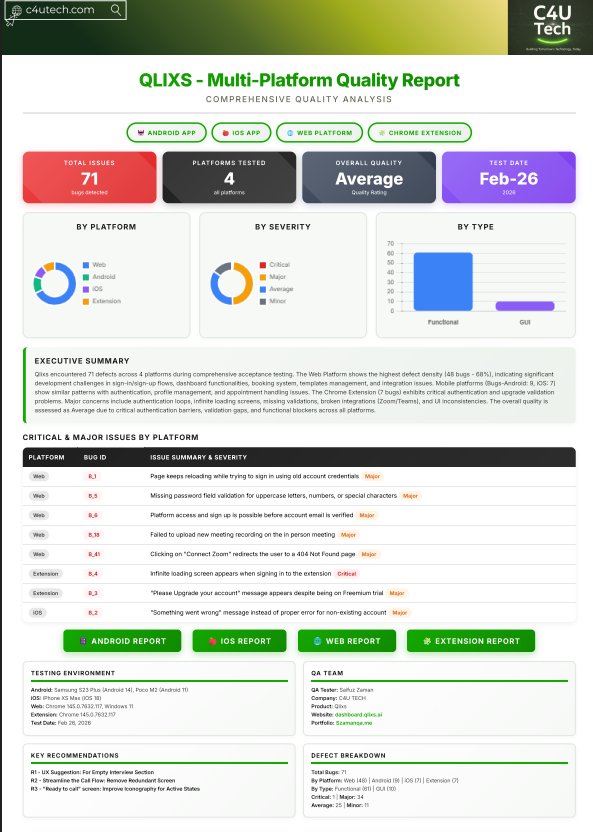 c4utech.com
C4U
Tech
Building Tomorrow's Technology, Today
QLIXS - Multi-Platform Quality Report
COMPREHENSIVE QUALITY ANALYSIS
ANDROID APP
IOS APP
WEB PLATFORM
CHROME EXTENSION
TOTAL ISSUES
71
bugs detected
PLATFORMS TESTED
4
all platforms
OVERALL QUALITY
Average
Quality Rating
TEST DATE
Feb-26
2026
BY PLATFORM
Web
Android
iOS
Extension
BY SEVERITY
Critical
Major
Average
Minor
BY TYPE
70
60
50
40
30
20
10
0
Functional
GUI
EXECUTIVE SUMMARY
Qlixs encountered 71 defects across 4 platforms during comprehensive acceptance testing. The Web Platform shows the highest defect density (48 bugs - 68%), indicating significant
development challenges in sign-in/sign-up flows, dashboard functionalities, booking system, templates management, and integration issues. Mobile platforms (Bugs-Android: 9, iOS: 7)
show similar patterns with authentication, profile management, and appointment handling issues. The Chrome Extension (7 bugs) exhibits critical authentication and upgrade validation
problems. Major concerns include authentication loops, infinite loading screens, missing validations, broken integrations (Zoom/Teams), and UI inconsistencies. The overall quality is
assessed as Average due to critical authentication barriers, validation gaps, and functional blockers across all platforms.
CRITICAL & MAJOR ISSUES BY PLATFORM
PLATFORM BUG ID ISSUE SUMMARY & SEVERITY
Web B_1 Page keeps reloading while trying to sign in using old account credentials Major
Web B_5 Missing password field validation for uppercase letters, numbers, or special characters Major
Web B_6 Platform access and sign up is possible before account email is verified Major
Web B_18 Failed to upload new meeting recording on the in person meeting Major
Web B_41 Clicking on "Connect Zoom" redirects the user to a 404 Not Found page Major
Extension B_4 Infinite loading screen appears when signing in to the extension Critical
Extension B_3 "Please Upgrade your account" message appears despite being on Freemium trial Major
iOS B_2 "Something went wrong" message instead of proper error for non-existing account Major
ANDROID REPORT
IOS REPORT
WEB REPORT
EXTENSION REPORT
TESTING ENVIRONMENT
Android: Samsung S23 Plus (Android 14), Poco M2 (Android 11)
iOS: iPhone XS Max (iOS 18)
Web: Chrome 145.0.7632.117, Windows 11
Extension: Chrome 145.0.7632.117
Test Date: Feb 26, 2026
QA TEAM
QA Tester: Saifuz Zaman
Company: C4U TECH
Product: Qlixs
Website: dashboard.qlixs.ai
Portfolio: Szamanqa.me
KEY RECOMMENDATIONS
R1 - UX Suggestion: For Empty Interview Section
R2 - Streamline the Call Flow: Remove Redundant Screen
R3 - "Ready to call" screen: Improve Iconography for Active States
DEFECT BREAKDOWN
Total Bugs: 71
By Platform: Web (48) | Android (9) | iOS (7) | Extension (7)
By Type: Functional (61) | GUI (10)
Critical: 1 | Major: 34
Average: 25 | Minor: 11